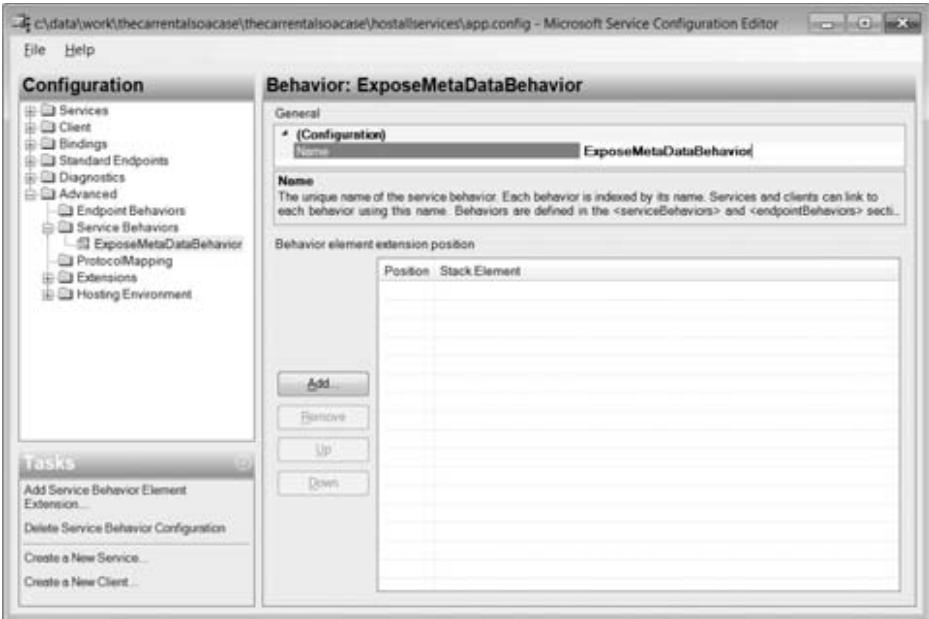 c:\data\work\thecarrentalsoacase\thecarrentalsoacase\hostallservices\app.config - Microsoft Service Configuration Editor
File Help
Configuration
Services
Client
Bindings
Standard Endpoints
Diagnostics
Advanced
Endpoint Behaviors
Service Behaviors
ExposeMetaDataBehavior
ProtocolMapping
Extensions
Hosting Environment
Tasks
Add Service Behavior Element
Extension...
Delete Service Behavior Configuration
Create a New Service...
Create a New Client...
Behavior: ExposeMetaDataBehavior
General
(Configuration)
Name ExposeMetaDataBehavior
Name
The unique name of the service behavior. Each behavior is indexed by its name. Services and clients can link to
each behavior using this name. Behaviors are defined in the <serviceBehaviors> and <endpointBehaviors> secti...
Behavior element extension position
Position Stack Element
Add...
Remove
Up
Down